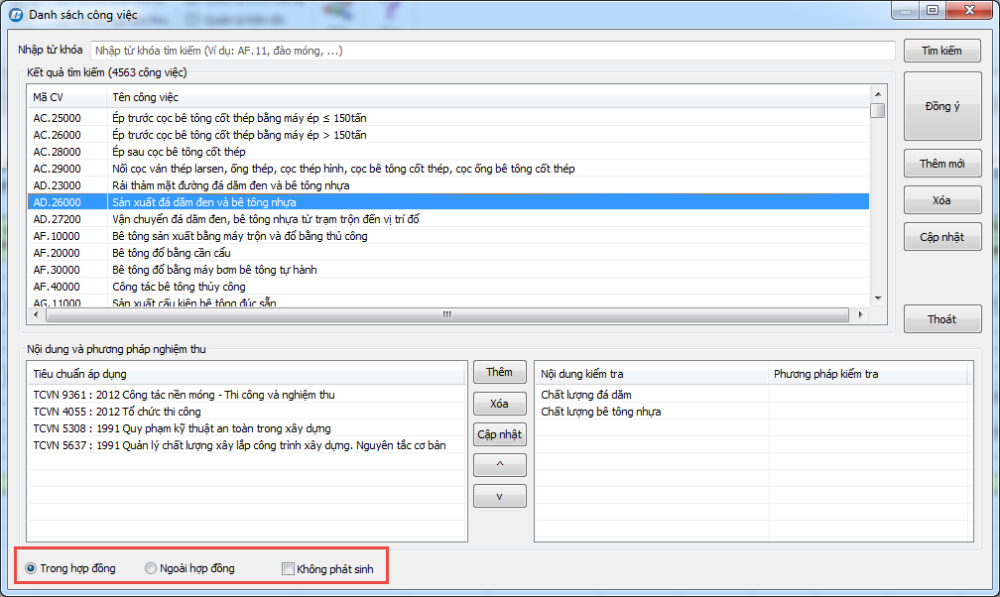 Danh sách công việc
Nhập từ khóa
Nhập từ khóa tìm kiếm (Ví dụ: AF.11, đào móng, ...)
Tìm kiếm
Kết quả tìm kiếm (4563 công việc)
Mã CV Tên công việc
AC.25000 Ép trước cọc bê tông cốt thép bằng máy ép ≤ 150tấn
AC.26000 Ép trước cọc bê tông cốt thép bằng máy ép > 150tấn
AC.28000 Ép sau cọc bê tông cốt thép
AC.29000 Nối cọc ván thép larsen, ống thép, cọc thép hình, cọc bê tông cốt thép, cọc ống bê tông cốt thép
AD.23000 Rải thảm mặt đường đá dăm đen và bê tông nhựa
AD.26000 Sản xuất đá dăm đen và bê tông nhựa
AD.27200 Vận chuyển đá dăm đen, bê tông nhựa từ trạm trộn đến vị trí đổ
AF.10000 Bê tông sản xuất bằng máy trộn và đổ bằng thủ công
AF.20000 Bê tông đổ bằng cần cẩu
AF.30000 Bê tông đổ bằng máy bơm bê tông tự hành
AF.40000 Công tác bê tông thủy công
AG.11000 Sản xuất cấu kiện bê tông đúc sẵn
Đồng ý
Thêm mới
Xóa
Cập nhật
Thoát
Nội dung và phương pháp nghiệm thu
Tiêu chuẩn áp dụng
TCVN 9361 : 2012 Công tác nền móng - Thi công và nghiệm thu
TCVN 4055 : 2012 Tổ chức thi công
TCVN 5308 : 1991 Quy phạm kỹ thuật an toàn trong xây dựng
TCVN 5637 : 1991 Quản lý chất lượng xây lắp công trình xây dựng. Nguyên tắc cơ bản
Thêm
Xóa
Cập nhật
^
v
Nội dung kiểm tra Phương pháp kiểm tra
Chất lượng đá dăm
Chất lượng bê tông nhựa
Trong hợp đồng Ngoài hợp đồng Không phát sinh